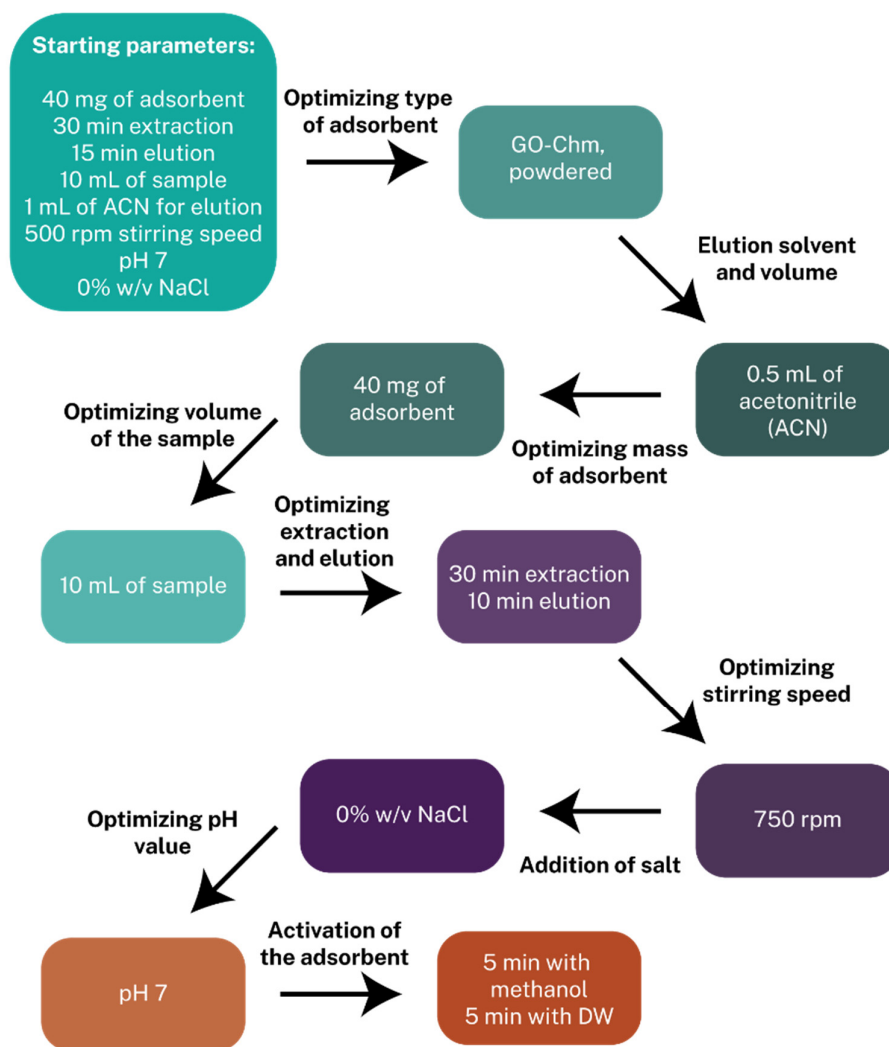 Starting parameters:
40 mg of adsorbent
30 min extraction
15 min elution
10 mL of sample
1 mL of ACN for elution
500 rpm stirring speed
pH 7
0% w/v NaCl
Optimizing type
of adsorbent
GO-Chm,
powdered
Elution solvent
and volume
0.5 mL of
acetonitrile
(ACN)
Optimizing mass
of adsorbent
40 mg of
adsorbent
Optimizing volume
of the sample
10 mL of sample
Optimizing
extraction
and elution
30 min extraction
10 min elution
Optimizing
stirring speed
750 rpm
Addition of salt
0% w/v NaCl
Optimizing pH
value
pH 7
Activation of
the adsorbent
5 min with
methanol
5 min with DW